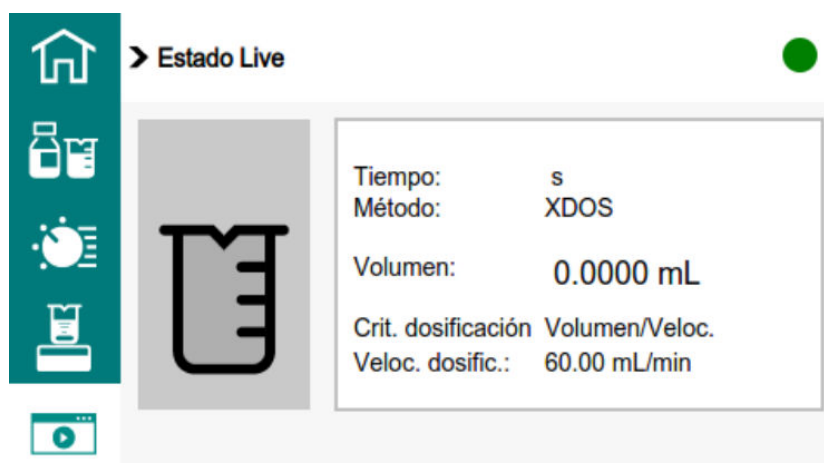 Estado Live
Tiempo: s
Método: XDOS
Volumen: 0.0000 mL
Crit. dosificación Volumen/Veloc.
Veloc. dosific.: 60.00 mL/min